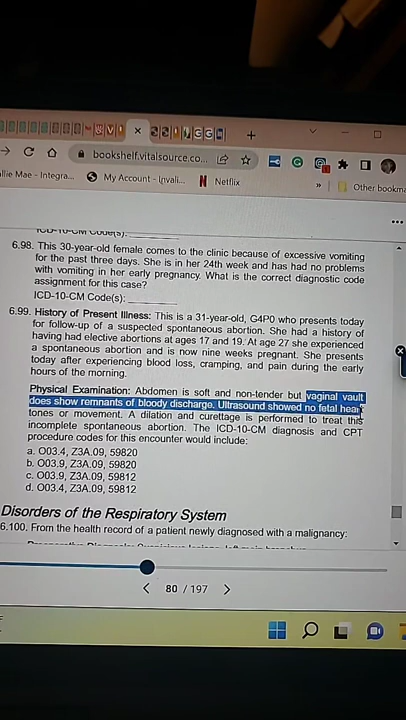 bookshelf.vitalsource.co...
llie Mae - Integra...
My Account - Invali...
Netflix
»
Other bookma
6.98. This 30-year-old female comes to the clinic because of excessive vomiting
for the past three days. She is in her 24th week and has had no problems
with vomiting in her early pregnancy. What is the correct diagnostic code
assignment for this case?
ICD-10-CM Code(s): ________
6.99. History of Present Illness: This is a 31-year-old, G4P0 who presents today
for follow-up of a suspected spontaneous abortion. She had a history of
having had elective abortions at ages 17 and 19. At age 27 she experienced
a spontaneous abortion and is now nine weeks pregnant. She presents
today after experiencing blood loss, cramping, and pain during the early
hours of the morning.
Physical Examination: Abdomen is soft and non-tender but vaginal vault
does show remnants of bloody discharge. Ultrasound showed no fetal heart
tones or movement. A dilation and curettage is performed to treat this
incomplete spontaneous abortion. The ICD-10-CM diagnosis and CPT
procedure codes for this encounter would include:
a. O03.4, Z3A.09, 59820
b. O03.9, Z3A.09, 59820
c. O03.9, Z3A.09, 59812
d. O03.4, Z3A.09, 59812
Disorders of the Respiratory System
6.100. From the health record of a patient newly diagnosed with a malignancy:
< 80 / 197 >